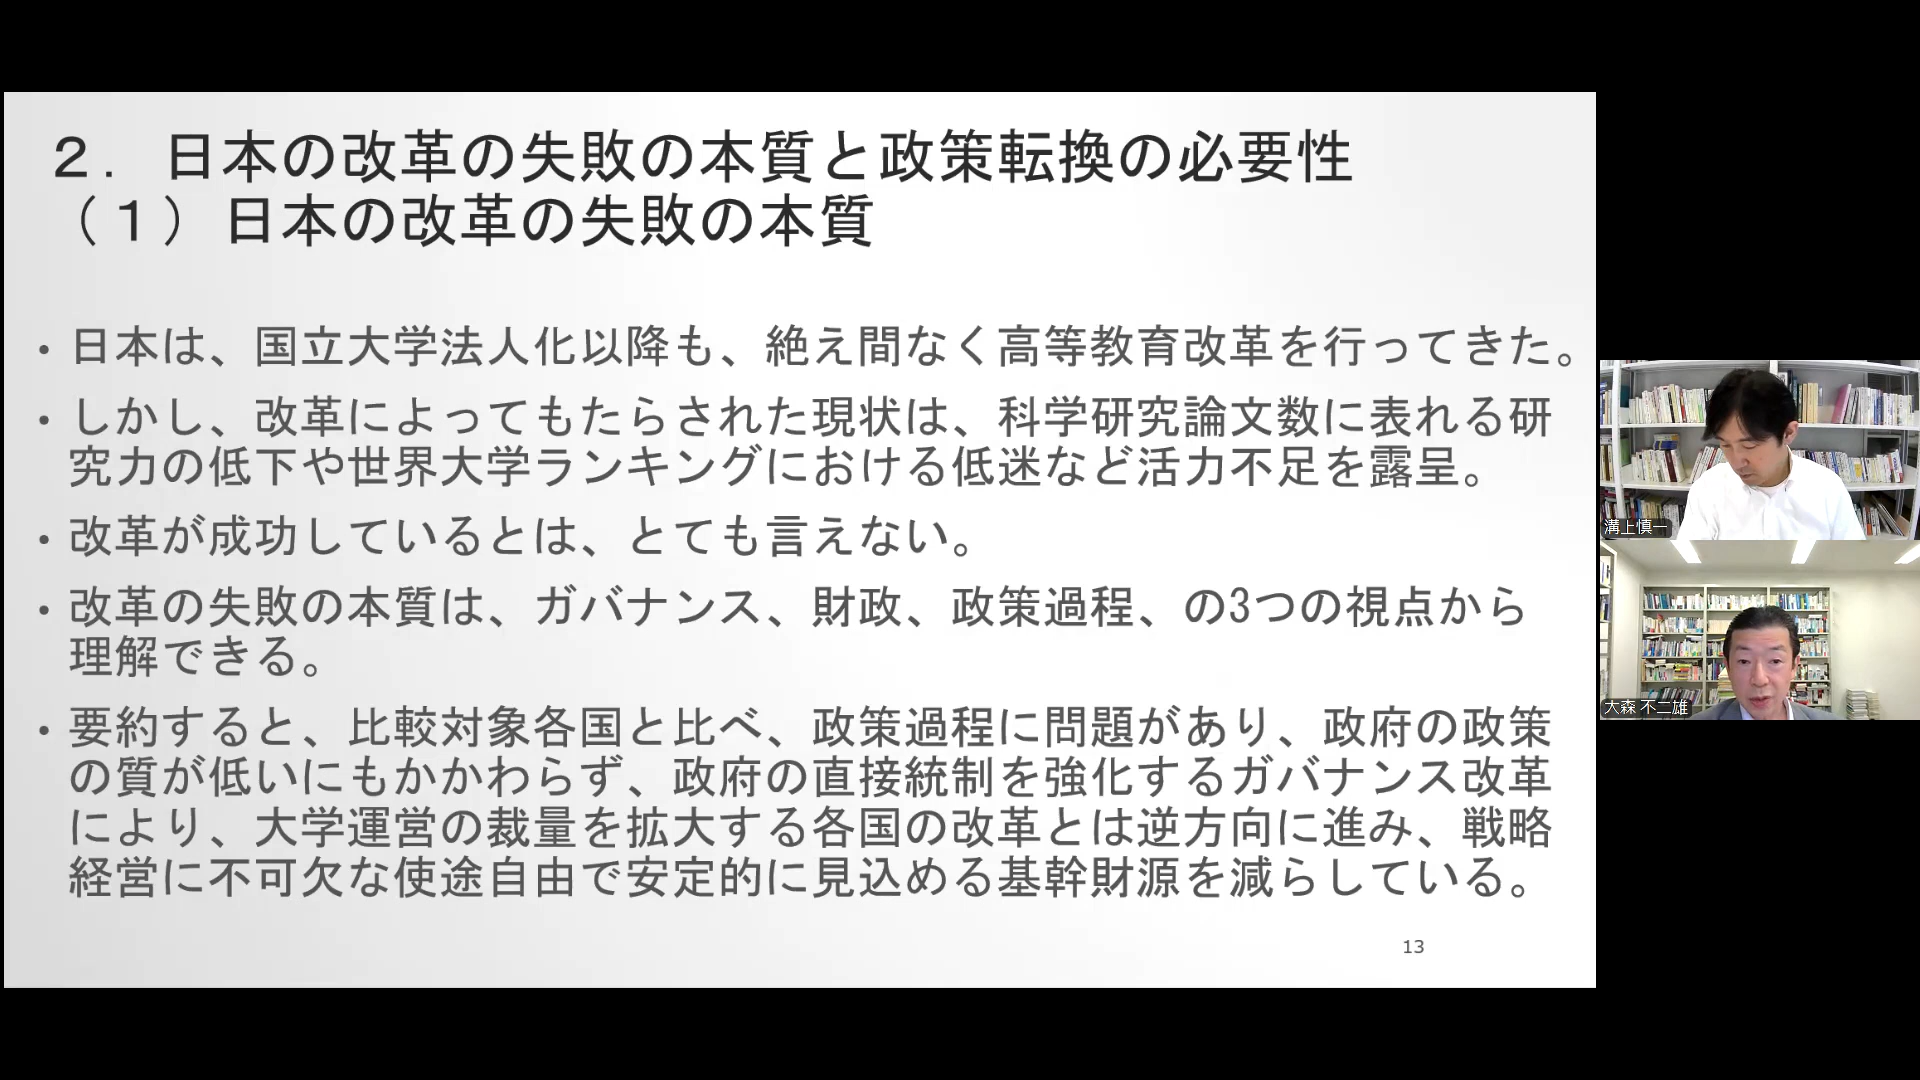 ２．日本の改革の失敗の本質と政策転換の必要性
（１）日本の改革の失敗の本質
• 日本は、国立大学法人化以降も、絶え間なく高等教育改革を行ってきた。
• しかし、改革によってもたらされた現状は、科学研究論文数に表れる研
究力の低下や世界大学ランキングにおける低迷など活力不足を露呈。
• 改革が成功しているとは、とても言えない。
• 改革の失敗の本質は、ガバナンス、財政、政策過程、の3つの視点から
理解できる。
• 要約すると、比較対象各国と比べ、政策過程に問題があり、政府の政策
の質が低いにもかかわらず、政府の直接統制を強化するガバナンス改革
により、大学運営の裁量を拡大する各国の改革とは逆方向に進み、戦略
経営に不可欠な使途自由で安定的に見込める基幹財源を減らしている。
13
溝上慎一
大森 不二雄